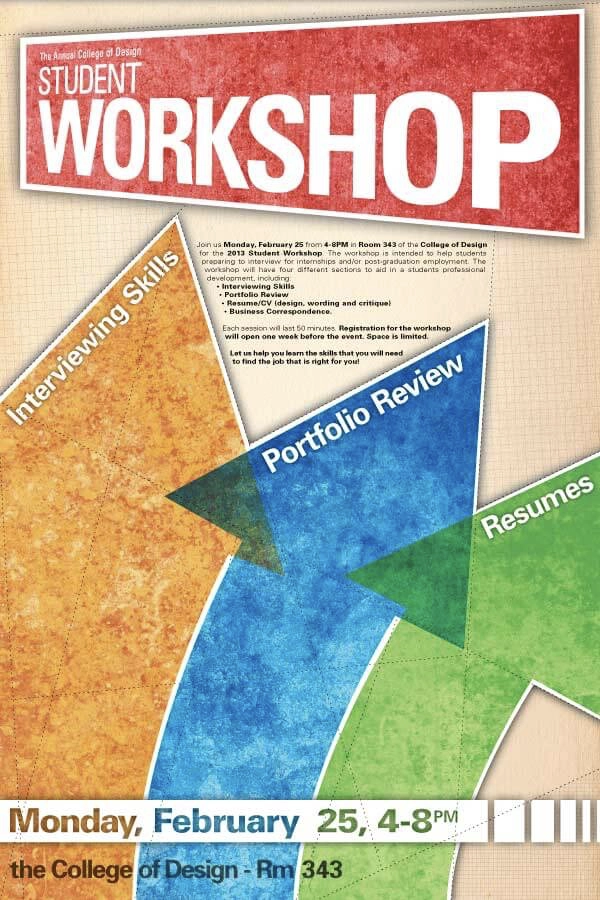 The Annual College of Design
STUDENT
WORKSHOP
Join us Monday, February 25 from 4-8PM in Room 343 of the College of Design
for the 2013 Student Workshop. The workshop is intended to help students
preparing to interview for internships and/or post-graduation employment. The
workshop will have four different sections to aid in a students professional
development, including:
• Interviewing Skills
• Portfolio Review
• Resume/CV (design, wording and critique)
• Business Correspondence.
Each session will last 50 minutes. Registration for the workshop
will open one week before the event. Space is limited.
Let us help you learn the skills that you will need
to find the job that is right for you!
Interviewing Skills
Portfolio Review
Resumes
Monday, February 25, 4-8PM
the College of Design - Rm 343